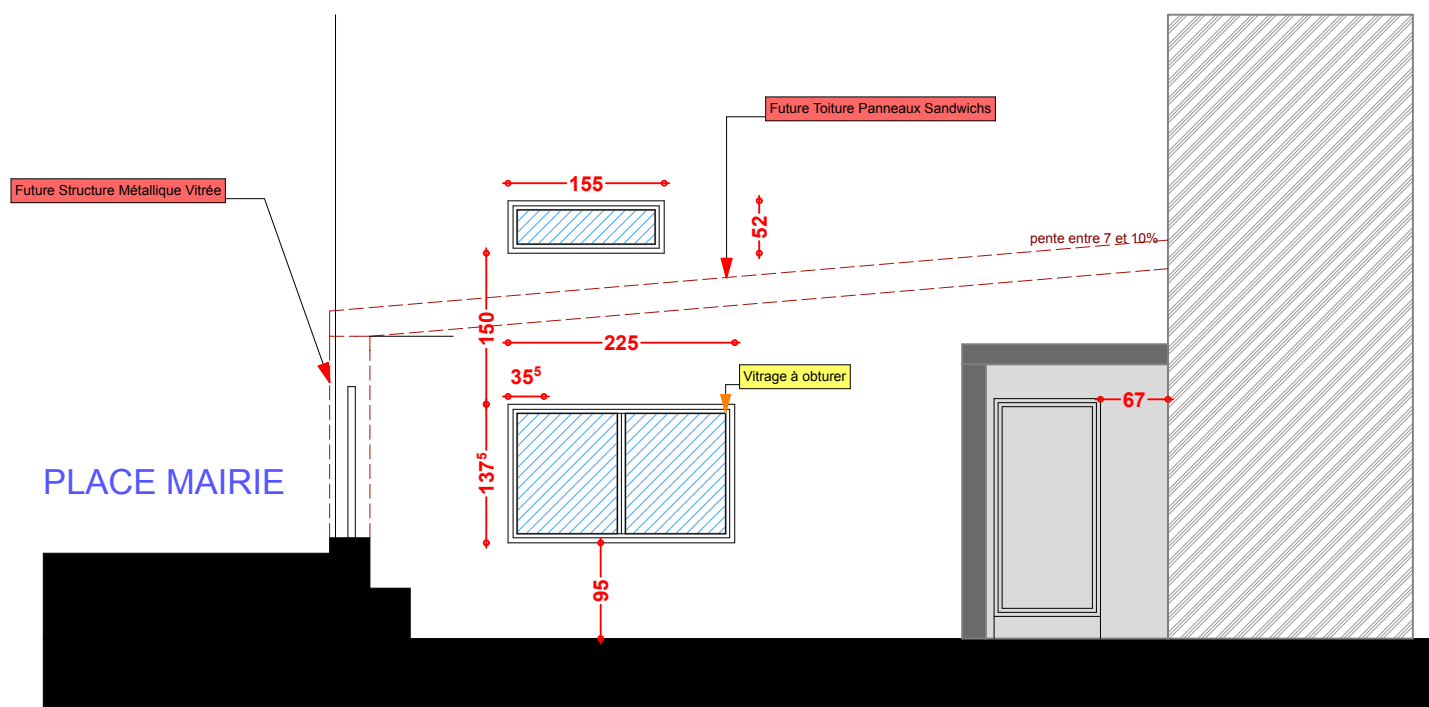 Future Toiture Panneaux Sandwichs
155
Future Structure Métallique Vitrée
52
pente entre 7 et 10%
150
225
35⁵
Vitrage à obturer
67
137⁵
PLACE MAIRIE
95